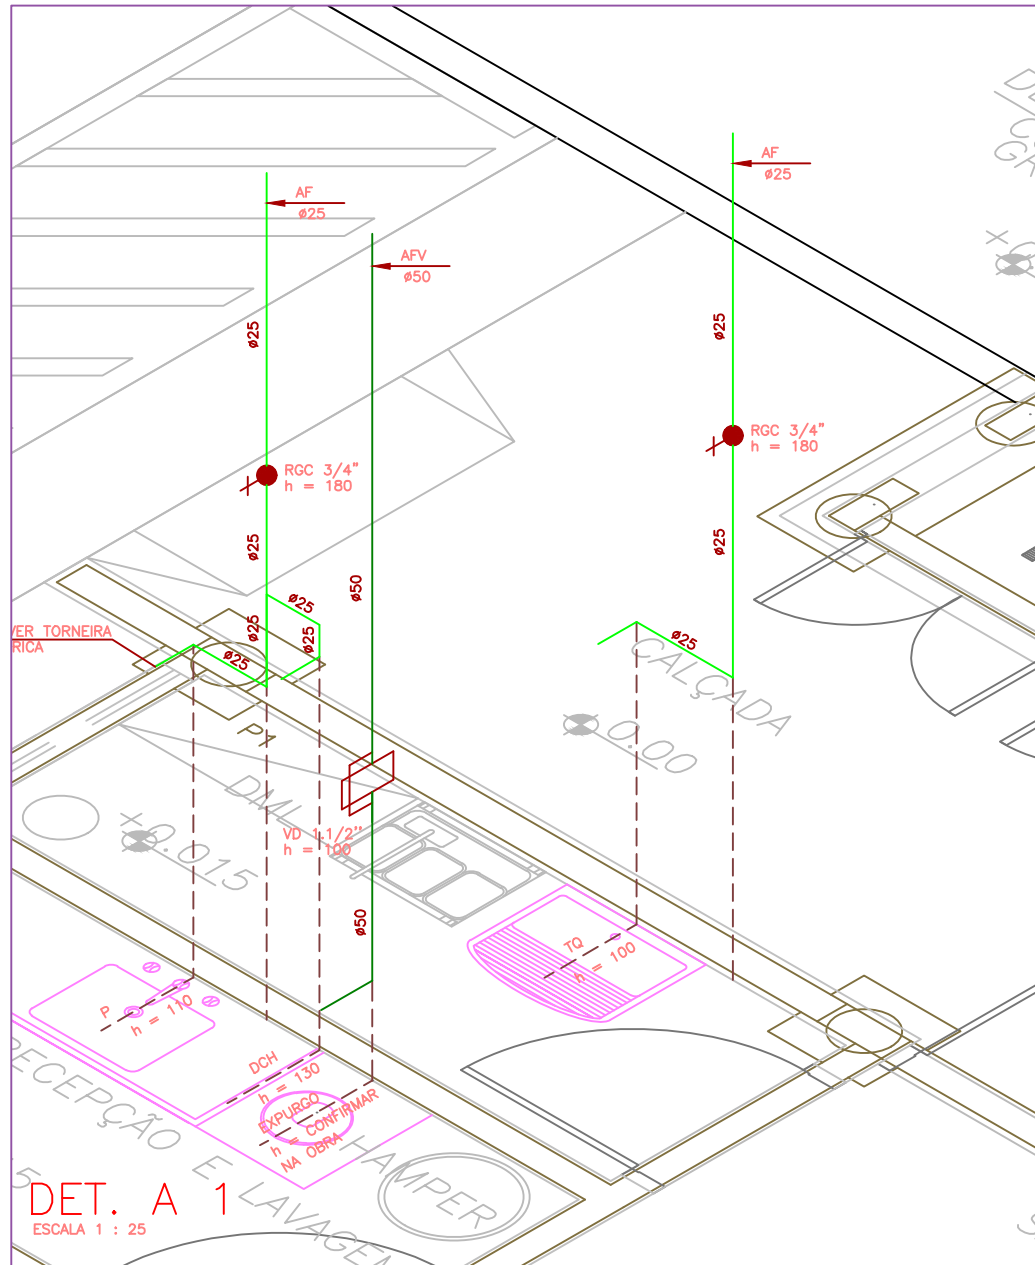 AF
ø25
AF
ø25
AFV
ø50
ø25
ø25
RGC 3/4"
h = 180
RGC 3/4"
h = 180
ø25
ø25
ø50
ø25
ø25
ø25
ø25
ø25
VER TORNEIRA
RICA
CALÇADA
0.00
P1
DML
+0.015
VD 1.1/2"
h = 100
ø50
TQ
h = 100
P
h = 110
DCH
h = 130
EXPURGO
h = CONFIRMAR
NA OBRA
RECEPÇÃO E LAVAGEM
HAMPER
DET. A 1
ESCALA 1 : 25